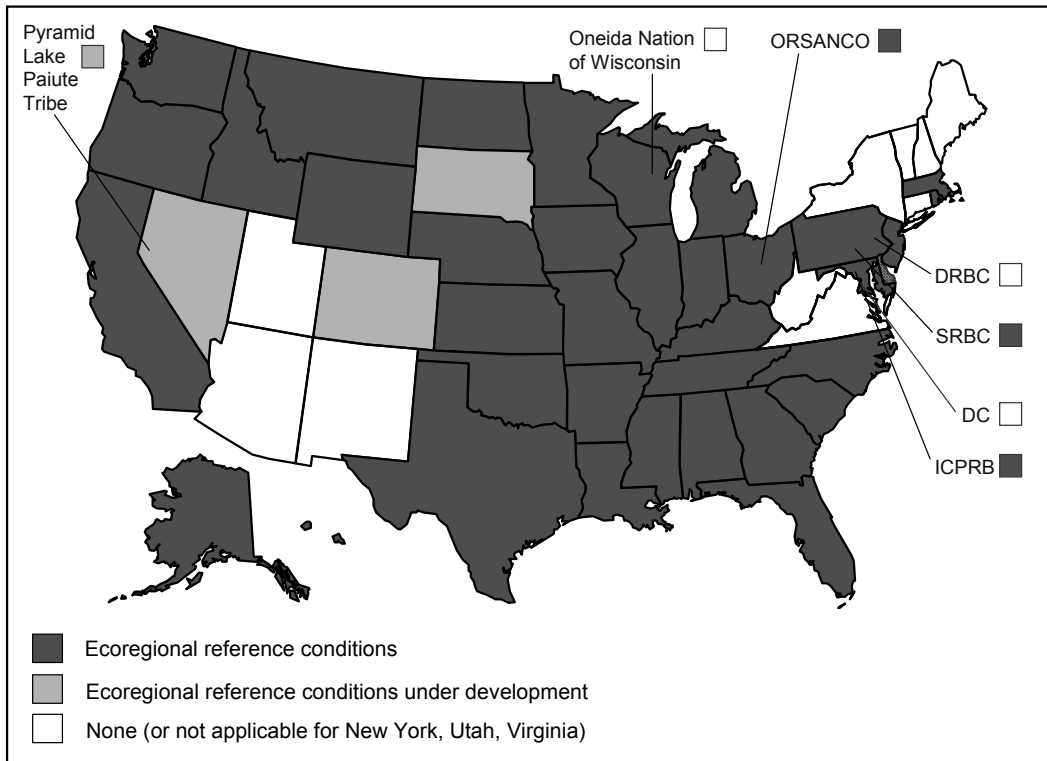 Pyramid
Lake
Paiute
Tribe
Oneida Nation
of Wisconsin
ORSANCO
DRBC
SRBC
DC
ICPRB
Ecoregional reference conditions
Ecoregional reference conditions under development
None (or not applicable for New York, Utah, Virginia)